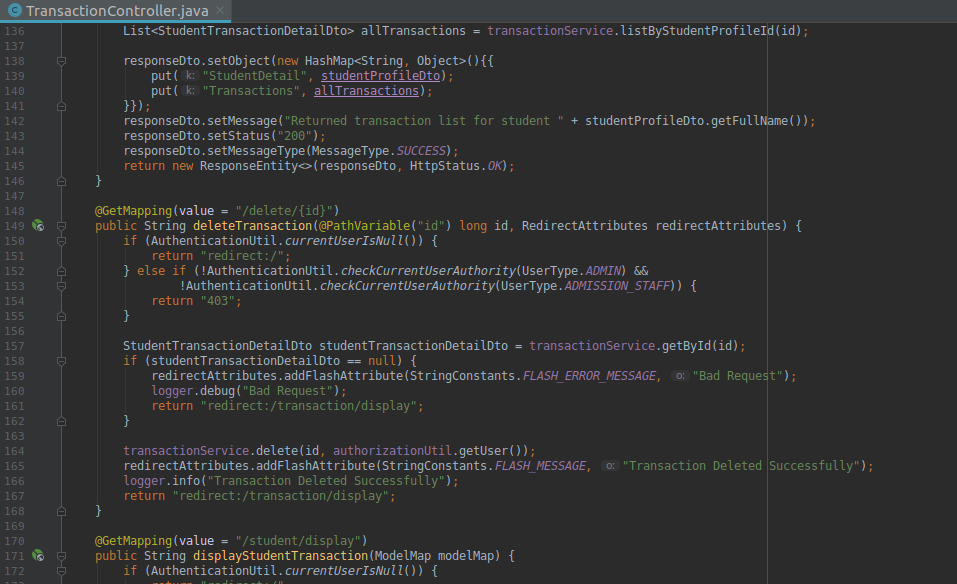 TransactionController.java
136 List<StudentTransactionDetailDto> allTransactions = transactionService.listByStudentProfileId(id);
137
138 responseDto.setObject(new HashMap<String, Object>(){{
139 put( k: "StudentDetail", studentProfileDto);
140 put( k: "Transactions", allTransactions);
141 }});
142 responseDto.setMessage("Returned transaction list for student " + studentProfileDto.getFullName());
143 responseDto.setStatus("200");
144 responseDto.setMessageType(MessageType.SUCCESS);
145 return new ResponseEntity<>(responseDto, HttpStatus.OK);
146 }
147
148 @GetMapping(value = "/delete/{id}")
149 public String deleteTransaction(@PathVariable("id") long id, RedirectAttributes redirectAttributes) {
150 if (AuthenticationUtil.currentUserIsNull()) {
151 return "redirect:/";
152 } else if (!AuthenticationUtil.checkCurrentUserAuthority(UserType.ADMIN) &&
153 !AuthenticationUtil.checkCurrentUserAuthority(UserType.ADMISSION_STAFF)) {
154 return "403";
155 }
156
157 StudentTransactionDetailDto studentTransactionDetailDto = transactionService.getById(id);
158 if (studentTransactionDetailDto == null) {
159 redirectAttributes.addFlashAttribute(StringConstants.FLASH_ERROR_MESSAGE, o: "Bad Request");
160 logger.debug("Bad Request");
161 return "redirect:/transaction/display";
162 }
163
164 transactionService.delete(id, authorizationUtil.getUser());
165 redirectAttributes.addFlashAttribute(StringConstants.FLASH_MESSAGE, o: "Transaction Deleted Successfully");
166 logger.info("Transaction Deleted Successfully");
167 return "redirect:/transaction/display";
168 }
169
170 @GetMapping(value = "/student/display")
171 public String displayStudentTransaction(ModelMap modelMap) {
172 if (AuthenticationUtil.currentUserIsNull()) {